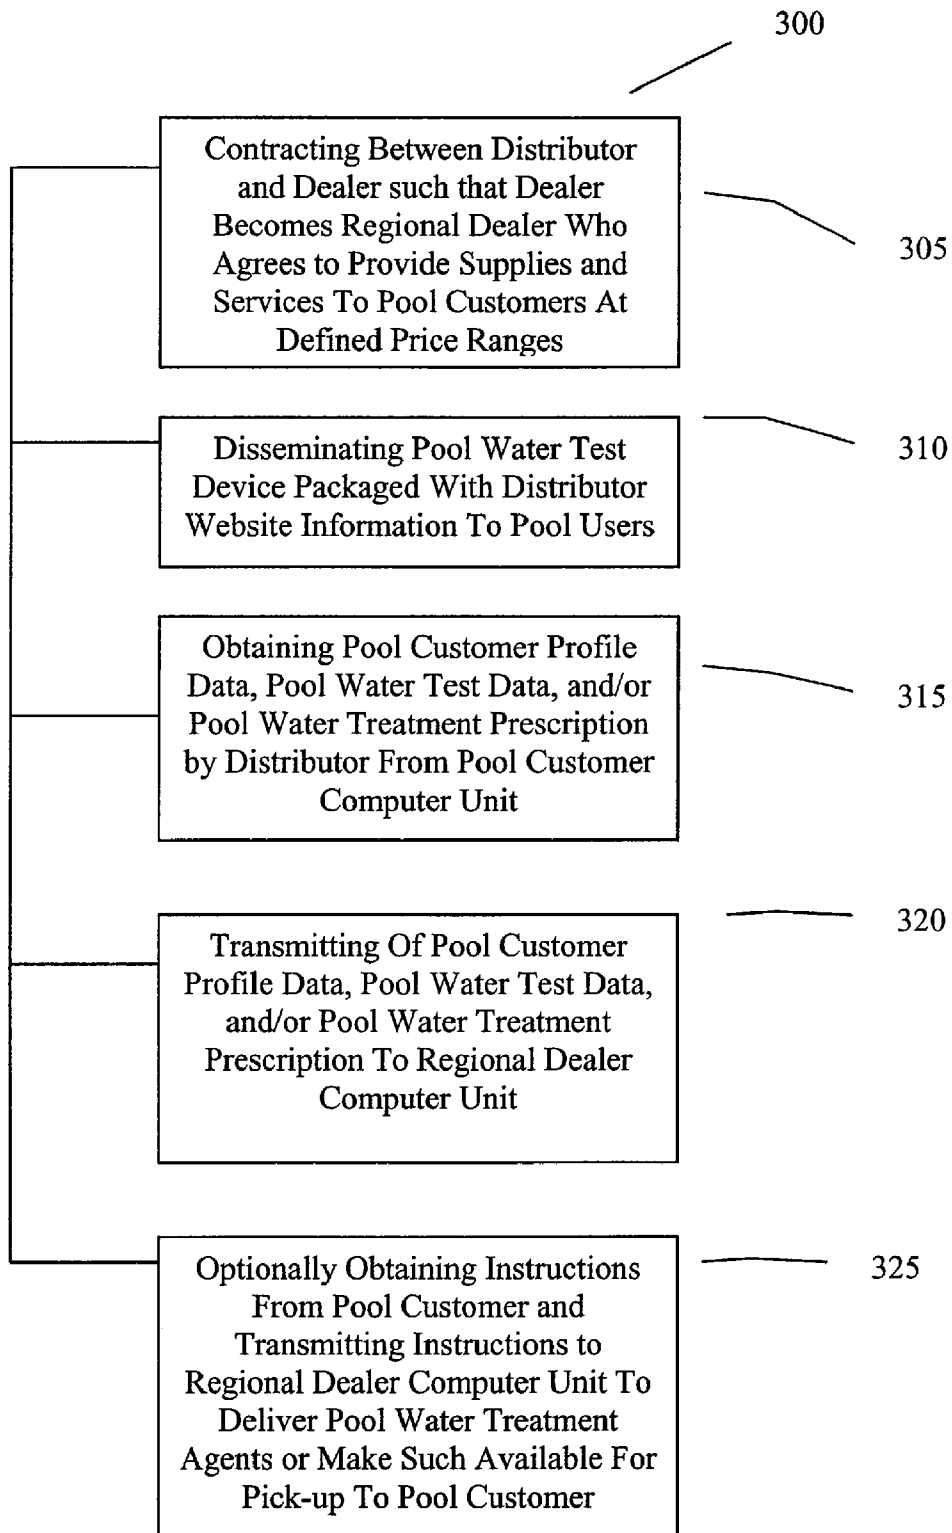 300
Contracting Between Distributor
and Dealer such that Dealer
Becomes Regional Dealer Who
Agrees to Provide Supplies and
Services To Pool Customers At
Defined Price Ranges
305
Disseminating Pool Water Test
Device Packaged With Distributor
Website Information To Pool Users
310
Obtaining Pool Customer Profile
Data, Pool Water Test Data, and/or
Pool Water Treatment Prescription
by Distributor From Pool Customer
Computer Unit
315
Transmitting Of Pool Customer
Profile Data, Pool Water Test Data,
and/or Pool Water Treatment
Prescription To Regional Dealer
Computer Unit
320
Optionally Obtaining Instructions
From Pool Customer and
Transmitting Instructions to
Regional Dealer Computer Unit To
Deliver Pool Water Treatment
Agents or Make Such Available For
Pick-up To Pool Customer
325